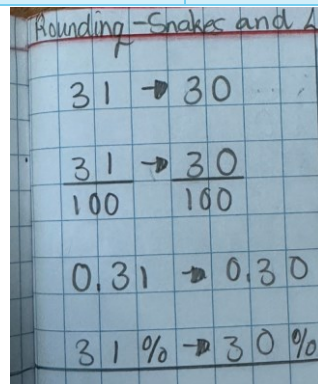 Rounding - Snakes and
31 → 30
31/100 → 30/100
0.31 → 0.30
31% → 30%